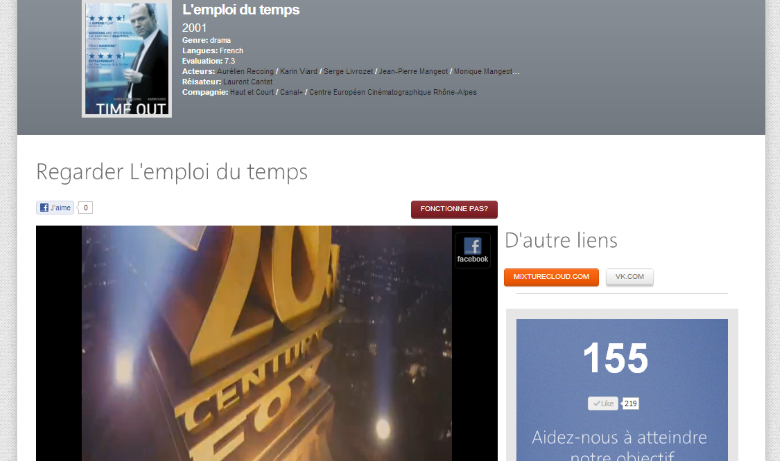 L'emploi du temps
2001
Genre: drama
Langues: French
Evaluation: 7.3
Acteurs: Aurélien Recoing / Karin Viard / Serge Livrozet / Jean-Pierre Mangeot / Monique Mangeot...
Réisateur: Laurent Cantet
Compagnie: Haut et Court / Canal+ / Centre Européen Cinématographique Rhône-Alpes
TIME OUT
Regarder L'emploi du temps
J'aime 0
FONCTIONNE PAS?
D'autre liens
facebook
MIXTURECLOUD.COM VK.COM
20
CENTURY
FOX
155
Like 219
Aidez-nous à atteindre
notre objectif